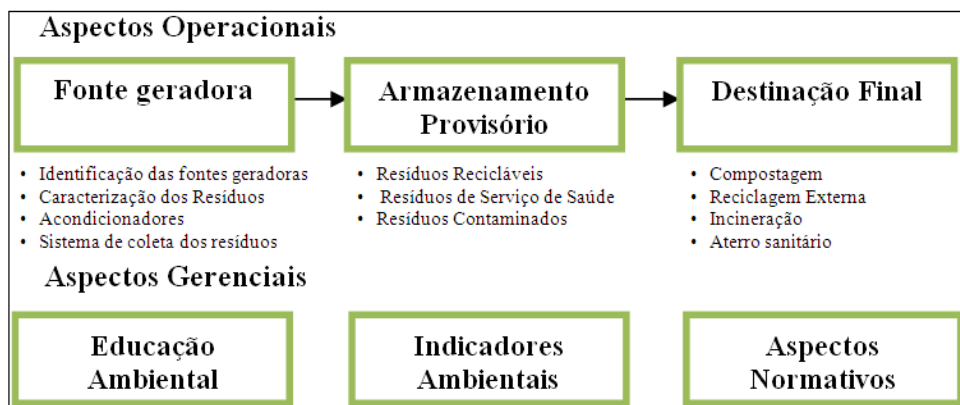 Aspectos Operacionais
Fonte geradora
Armazenamento
Provisório
Destinação Final
• Identificação das fontes geradoras
• Caracterização dos Resíduos
• Acondicionadores
• Sistema de coleta dos resíduos
• Resíduos Recicláveis
• Resíduos de Serviço de Saúde
• Resíduos Contaminados
• Compostagem
• Reciclagem Externa
• Incineração
• Aterro sanitário
Aspectos Gerenciais
Educação
Ambiental
Indicadores
Ambientais
Aspectos
Normativos